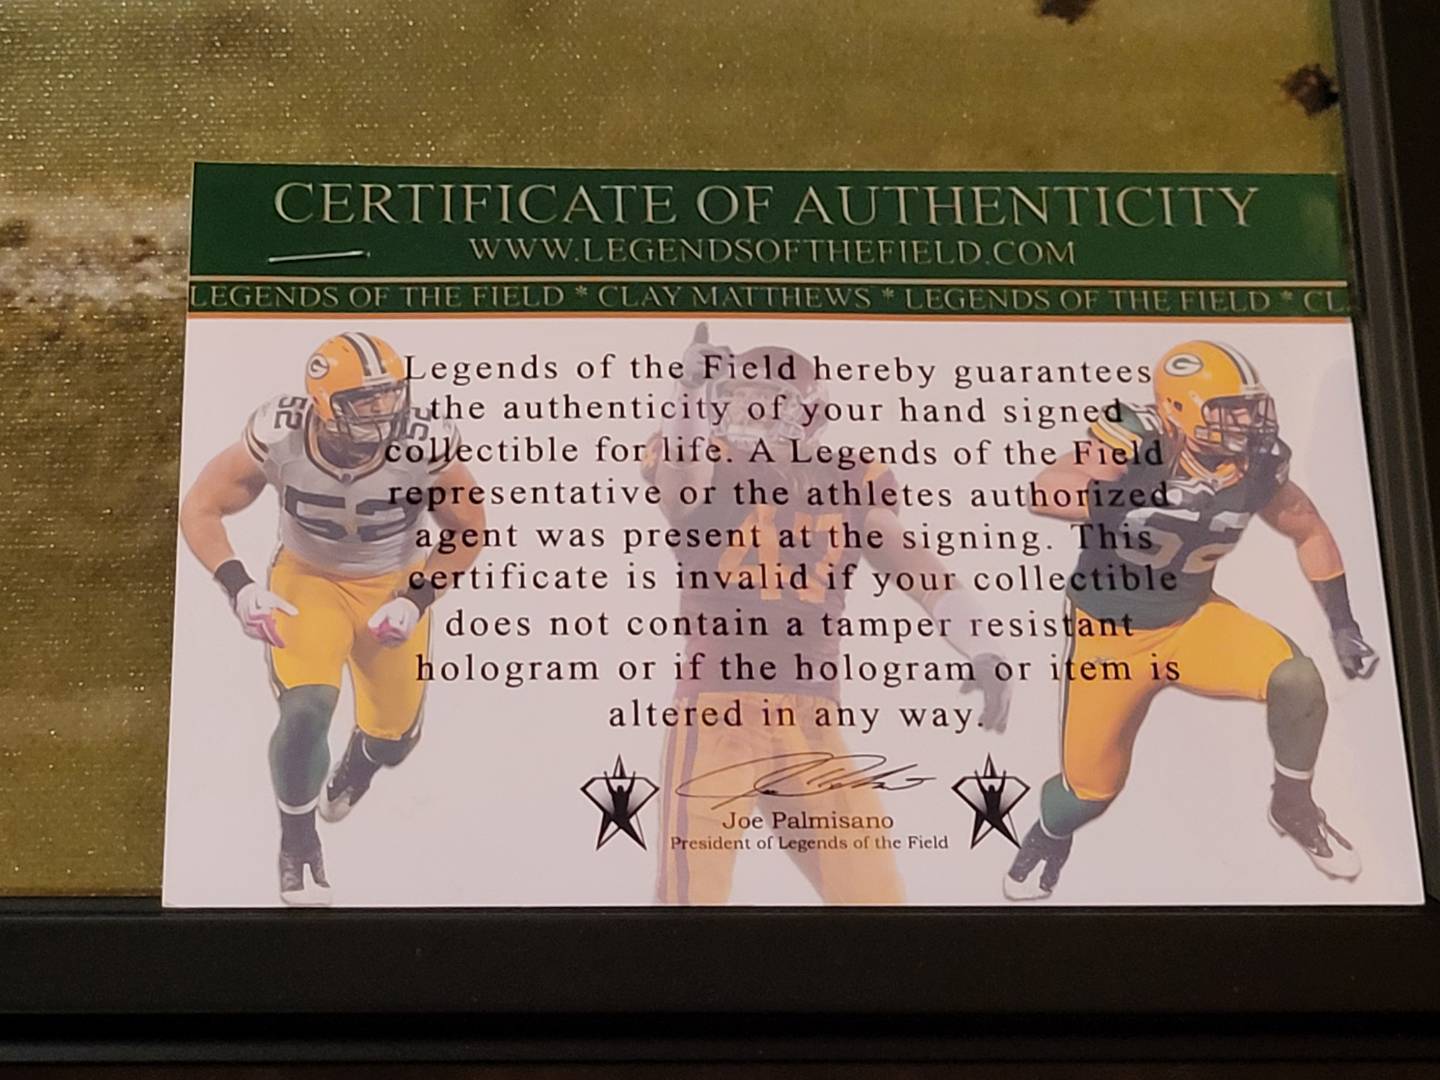 CERTIFICATE OF AUTHENTICITY
WWW.LEGENDSOFTHEFIELD.COM
LEGENDS OF THE FIELD * CLAY MATTHEWS * LEGENDS OF THE FIELD * CL
Legends of the Field hereby guarantees
the authenticity of your hand signed
collectible for life. A Legends of the Field
representative or the athletes authorized
agent was present at the signing. This
certificate is invalid if your collectible
does not contain a tamper resistant
hologram or if the hologram or item is
altered in any way.
Joe Palmisano
President of Legends of the Field
52
52
47
52
G
G